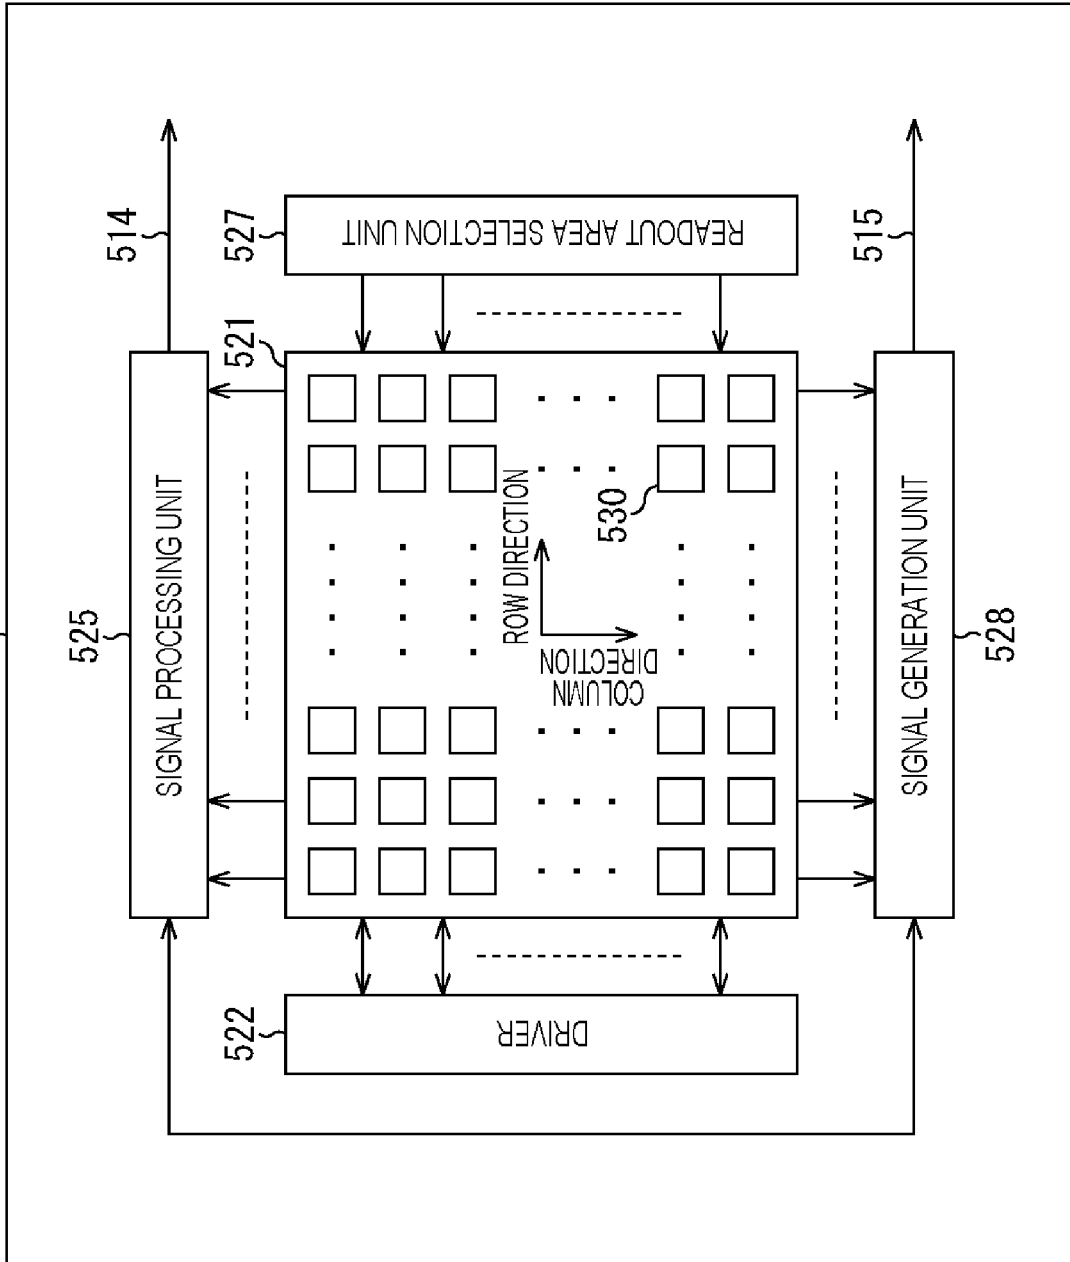 514
527
READOUT AREA SELECTION UNIT
515
521
525
SIGNAL PROCESSING UNIT
ROW DIRECTION
COLUMN
DIRECTION
530
528
SIGNAL GENERATION UNIT
522
DRIVER